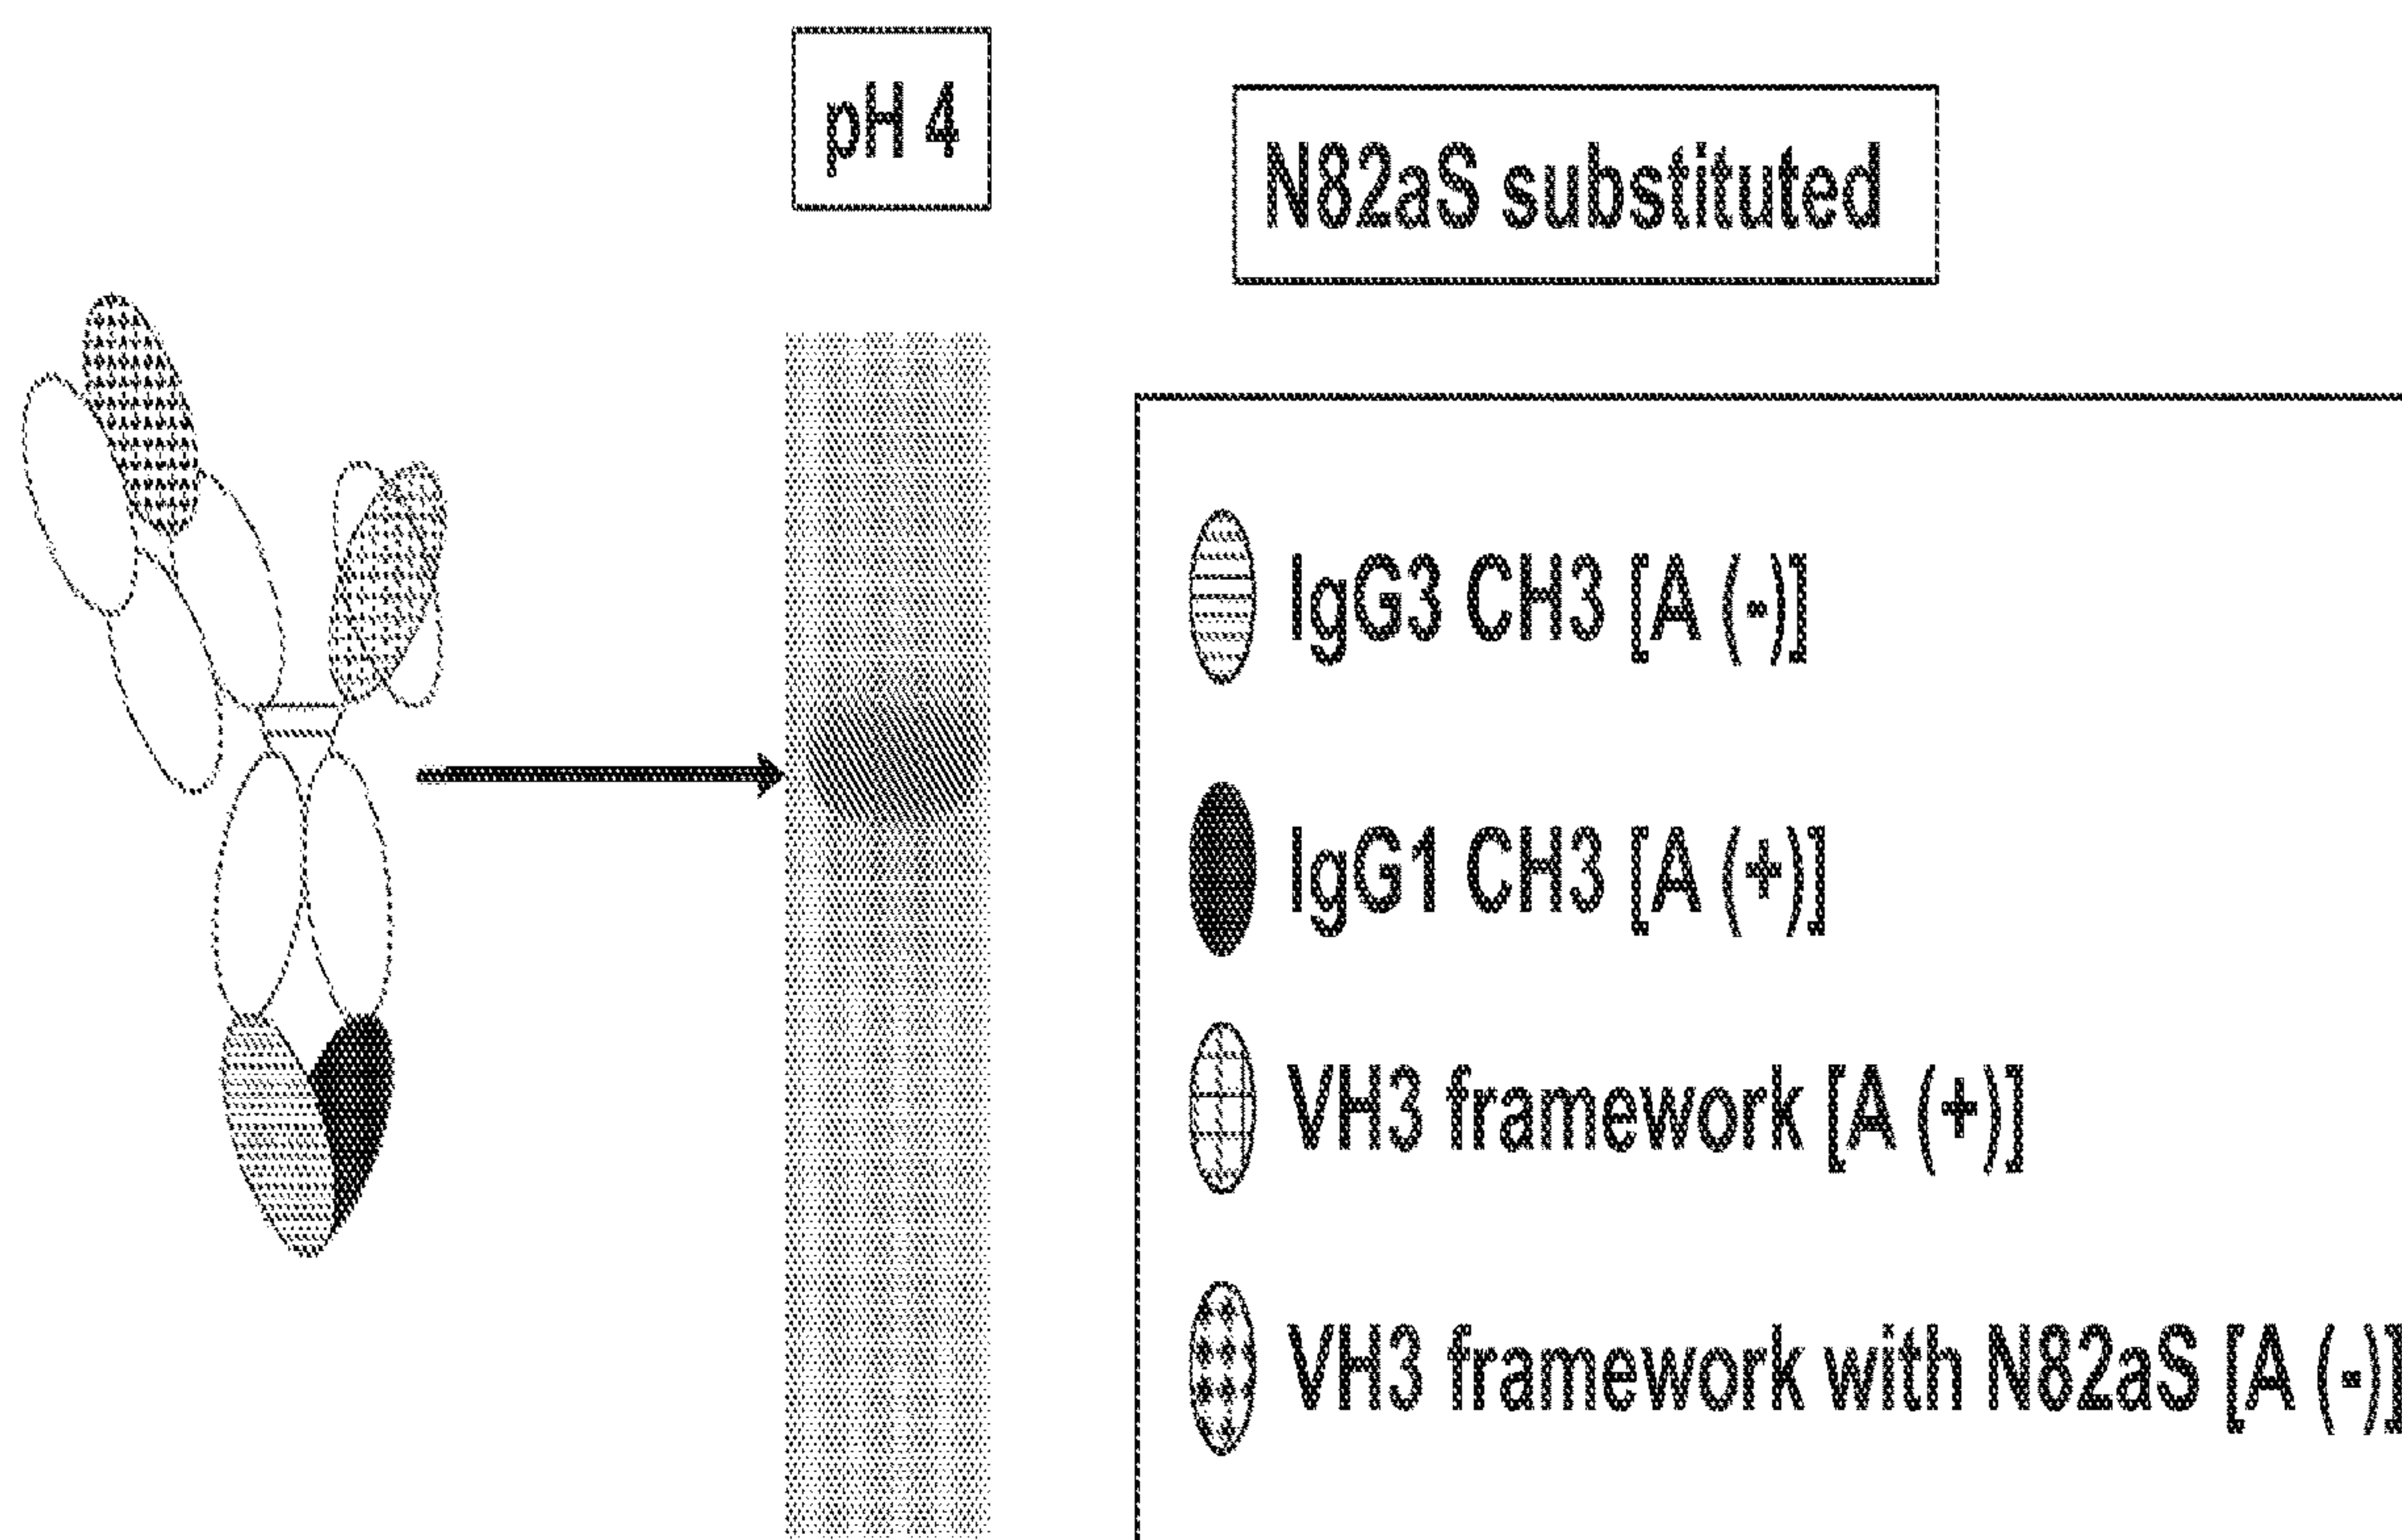 pH 4
N82aS substituted
IgG3 CH3 [A (-)]
IgG1 CH3 [A (+)]
VH3 framework [A (+)]
VH3 framework with N82aS [A (-)]